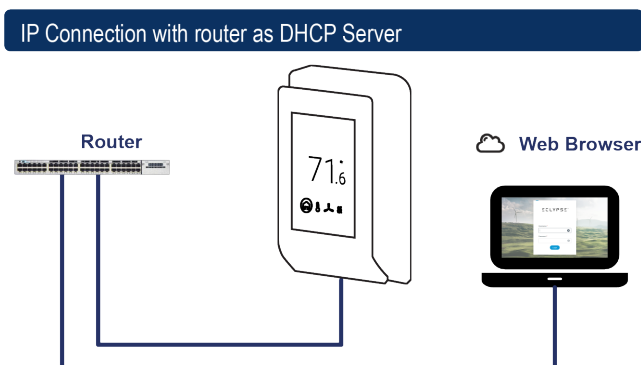 IP Connection with router as DHCP Server
Router
71.6
Web Browser
ECLYPSE